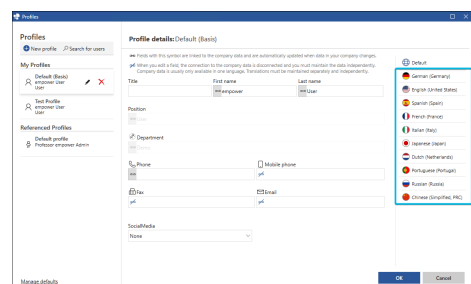 Profiles
Profiles
New profile
Search for users
My Profiles
Default (Basis)
empower User
User
Test Profile
empower User
User
Referenced Profiles
Default profile
Professor empower Admin
Manage defaults
Profile details: Default (Basis)
Fields with this symbol are linked to the company data and are automatically updated when data in your company changes.
When you edit a field, the connection to the company data is disconnected and you must maintain the data independently.
Company data is usually only available in one language. Translations must be maintained separate and independently.
Title
First name
Last name
empower
User
Position
Department
Phone
Mobile phone
Fax
Email
SocialMedia
None
Default
German (Germany)
English (United States)
Spanish (Spain)
French (France)
Italian (Italy)
Japanese (Japan)
Dutch (Netherlands)
Portuguese (Portugal)
Russian (Russia)
Chinese (Simplified, PRC)
OK
Cancel